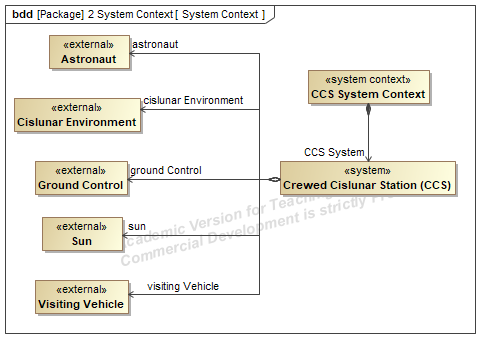 bdd [Package] 2 System Context [ System Context ]
«external»
Astronaut
astronaut
«external»
Cislunar Environment
cislunar Environment
«system context»
CCS System Context
CCS System
«external»
Ground Control
ground Control
«system»
Crewed Cislunar Station (CCS)
«external»
Sun
sun
«external»
Visiting Vehicle
visiting Vehicle
Academic Version for Teaching
Commercial Development is strictly